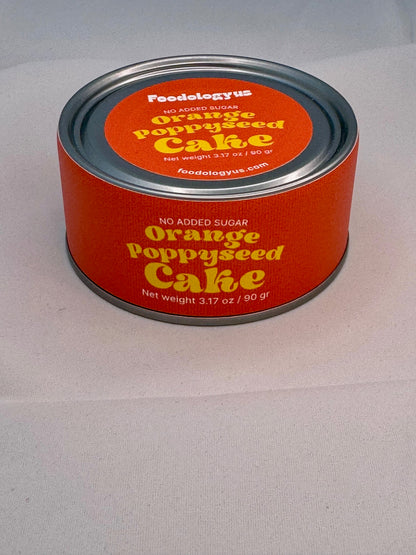 Foodologyus
NO ADDED SUGAR
Orange
Poppyseed
Cake
Net weight 3.17 oz / 90 gr
foodologyus.com
NO ADDED SUGAR
Orange
Poppyseed
Cake
Net weight 3.17 oz / 90 gr